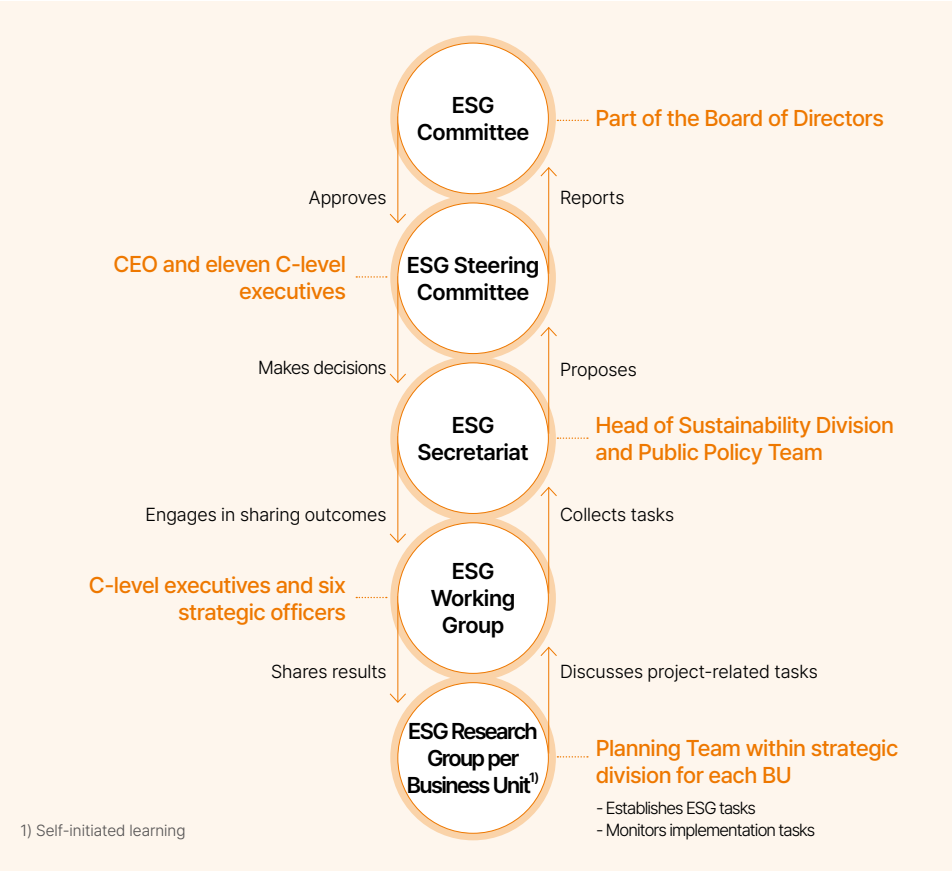 ESG
Committee
Part of the Board of Directors
Approves
Reports
CEO and eleven C-level
executives
ESG Steering
Committee
Makes decisions
Proposes
ESG
Secretariat
Head of Sustainability Division
and Public Policy Team
Engages in sharing outcomes
Collects tasks
C-level executives and six
strategic officers
ESG
Working
Group
Shares results
Discusses project-related tasks
ESG Research
Group per
Business Unit1)
Planning Team within strategic
division for each BU
- Establishes ESG tasks
- Monitors implementation tasks
1) Self-initiated learning